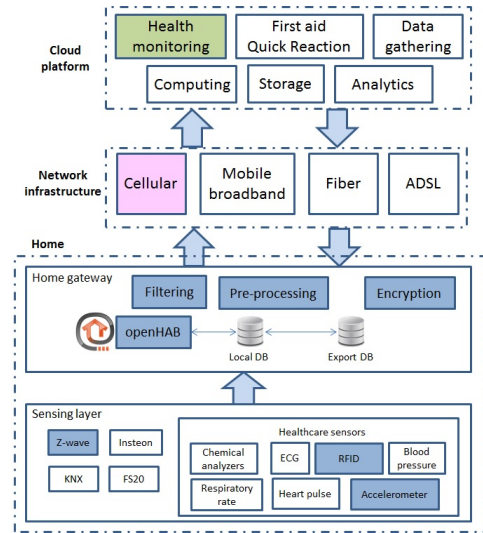 Cloud
platform
Health
monitoring
First aid
Quick Reaction
Data
gathering
Computing
Storage
Analytics
Network
infrastructure
Cellular
Mobile
broadband
Fiber
ADSL
Home
Home gateway
Filtering
Pre-processing
Encryption
openHAB
Local DB
Export DB
Sensing layer
Z-wave
Insteon
KNX
FS20
Healthcare sensors
Chemical
analyzers
ECG
RFID
Blood
pressure
Respiratory
rate
Heart pulse
Accelerometer